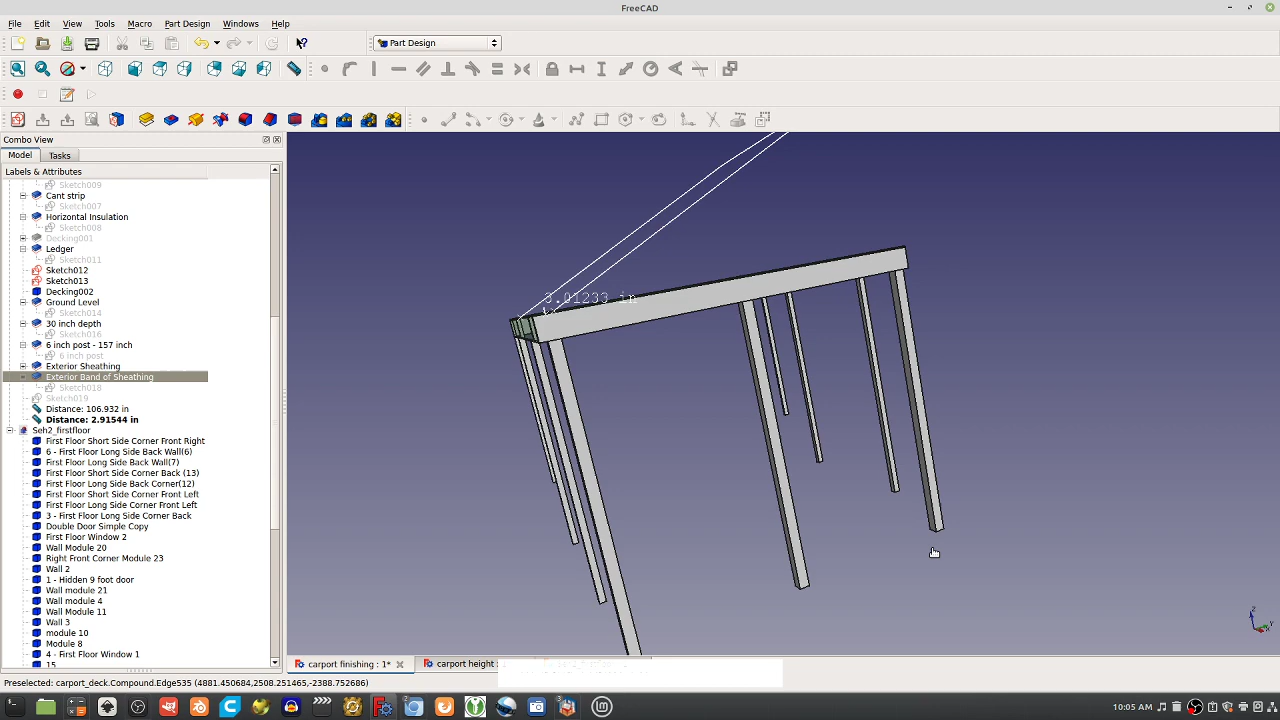 FreeCAD
File Edit View Tools Macro Part Design Windows Help
Part Design
Combo View
Model Tasks
Labels & Attributes
Sketch009
Cant strip
Sketch007
Horizontal Insulation
Sketch008
Decking001
Ledger
Sketch011
Sketch012
Sketch013
Decking002
Ground Level
Sketch014
30 inch depth
Sketch016
6 inch post - 157 inch
6 inch post
Exterior Sheathing
Exterior Band of Sheathing
Sketch018
Sketch019
Distance: 106.932 in
Distance: 2.91544 in
Seh2_firstfloor
First Floor Short Side Corner Front Right
6 - First Floor Long Side Back Wall(6)
First Floor Long Side Back Wall(7)
First Floor Short Side Corner Back (13)
First Floor Long Side Back Corner(12)
First Floor Short Side Corner Front Left
First Floor Long Side Corner Front Left
3 - First Floor Long Side Corner Back
Double Door Simple Copy
First Floor Window 2
Wall Module 20
Right Front Corner Module 23
Wall 2
1 - Hidden 9 foot door
Wall module 21
Wall module 4
Wall Module 11
Wall 3
module 10
Module 8
4 - First Floor Window 1
15
3.01233 in
Z
Y
carport finishing : 1* carport height
Preselected: carport_deck.Compound.Edge535 (4881.450684,2508.251465,-2388.752686)
10:05 AM